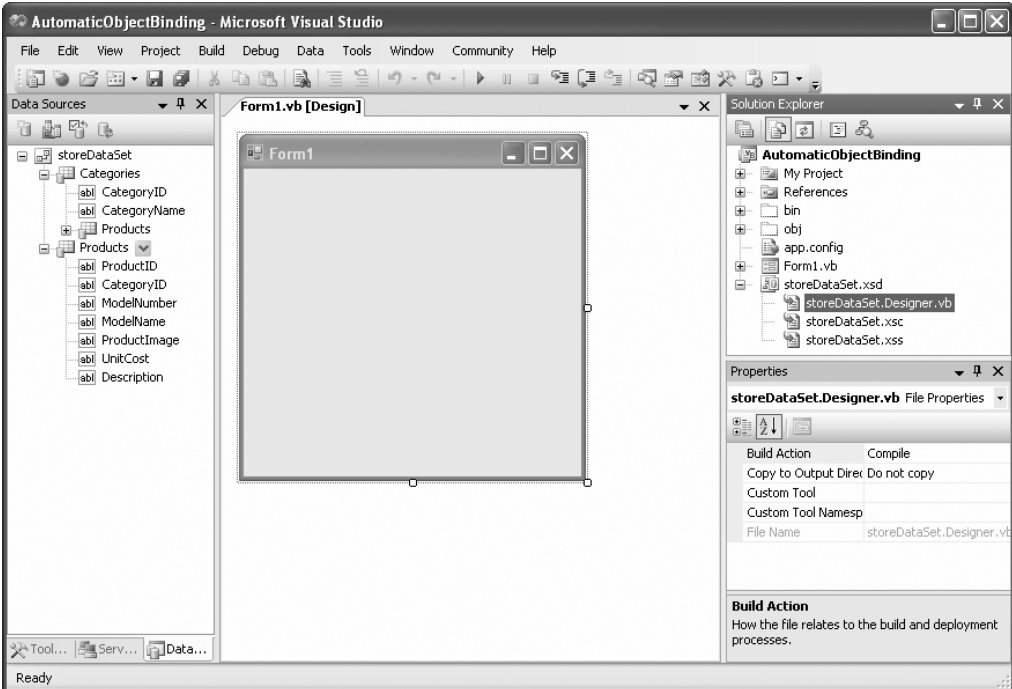 AutomaticObjectBinding - Microsoft Visual Studio
File Edit View Project Build Debug Data Tools Window Community Help
Data Sources
storeDataSet
Categories
CategoryID
CategoryName
Products
Products
ProductID
CategoryID
ModelNumber
ModelName
ProductImage
UnitCost
Description
Tool... Serv... Data...
Form1.vb [Design]
Form1
Solution Explorer
AutomaticObjectBinding
My Project
References
bin
obj
app.config
Form1.vb
storeDataSet.xsd
storeDataSet.Designer.vb
storeDataSet.xsc
storeDataSet.xss
Properties
storeDataSet.Designer.vb File Properties
Build Action Compile
Copy to Output Direc Do not copy
Custom Tool
Custom Tool Namesp
File Name storeDataSet.Designer.vb
Build Action
How the file relates to the build and deployment
processes.
Ready